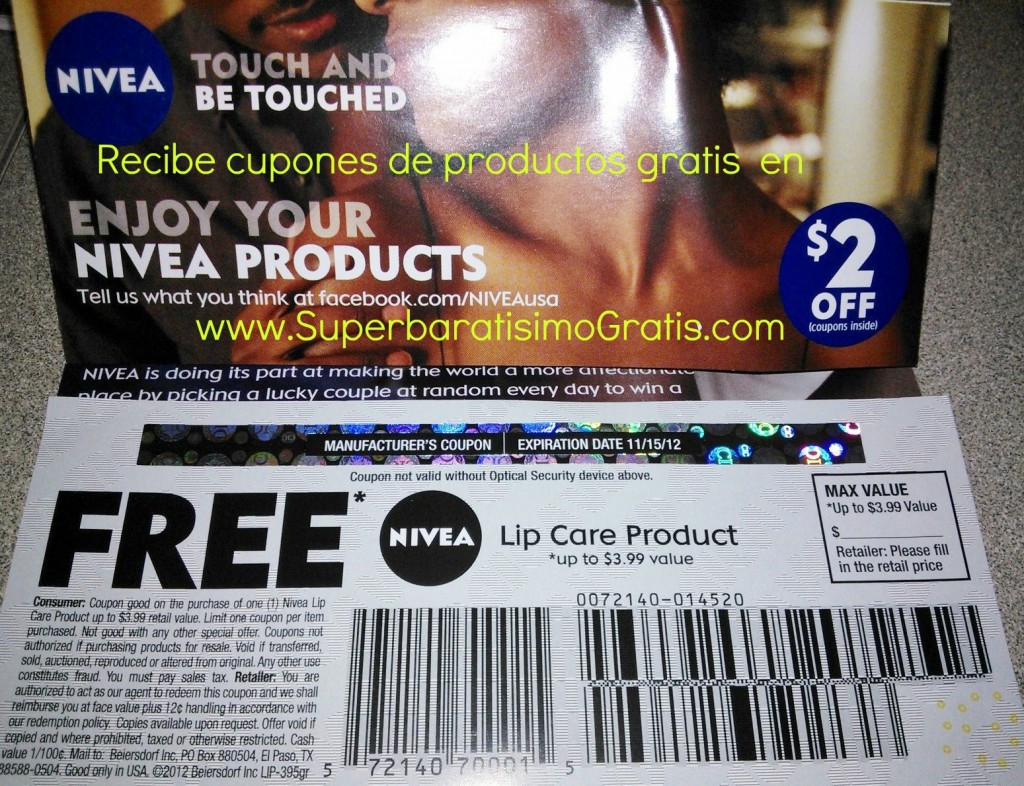 NIVEA
TOUCH AND
BE TOUCHED
Recibe cupones de productos gratis en
ENJOY YOUR
NIVEA PRODUCTS
Tell us what you think at facebook.com/NIVEAusa
$2
OFF
(coupons inside)
www.SuperbaratisimoGratis.com
NIVEA is doing its part at making the world a more affectionate
place by picking a lucky couple at random every day to win a
MANUFACTURER'S COUPON | EXPIRATION DATE 11/15/12
Coupon not valid without Optical Security device above.
FREE*
NIVEA
Lip Care Product
*up to $3.99 value
MAX VALUE
*Up to $3.99 Value
$
Retailer: Please fill
in the retail price
Consumer: Coupon good on the purchase of one (1) Nivea Lip
Care Product up to $3.99 retail value. Limit one coupon per item
purchased. Not good with any other special offer. Coupons not
authorized if purchasing products for resale. Void if transferred,
sold, auctioned, reproduced or altered from original. Any other use
constitutes fraud. You must pay sales tax. Retailer: You are
authorized to act as our agent to redeem this coupon and we shall
reimburse you at face value plus 12¢ handling in accordance with
our redemption policy. Copies available upon request. Offer void if
copied and where prohibited, taxed or otherwise restricted. Cash
value 1/100¢. Mail to: Beiersdorf Inc, PO Box 880504, El Paso, TX
88588-0504. Good only in USA. ©2012 Beiersdorf Inc LIP-395gr
0072140-014520
5 72140 70001 5